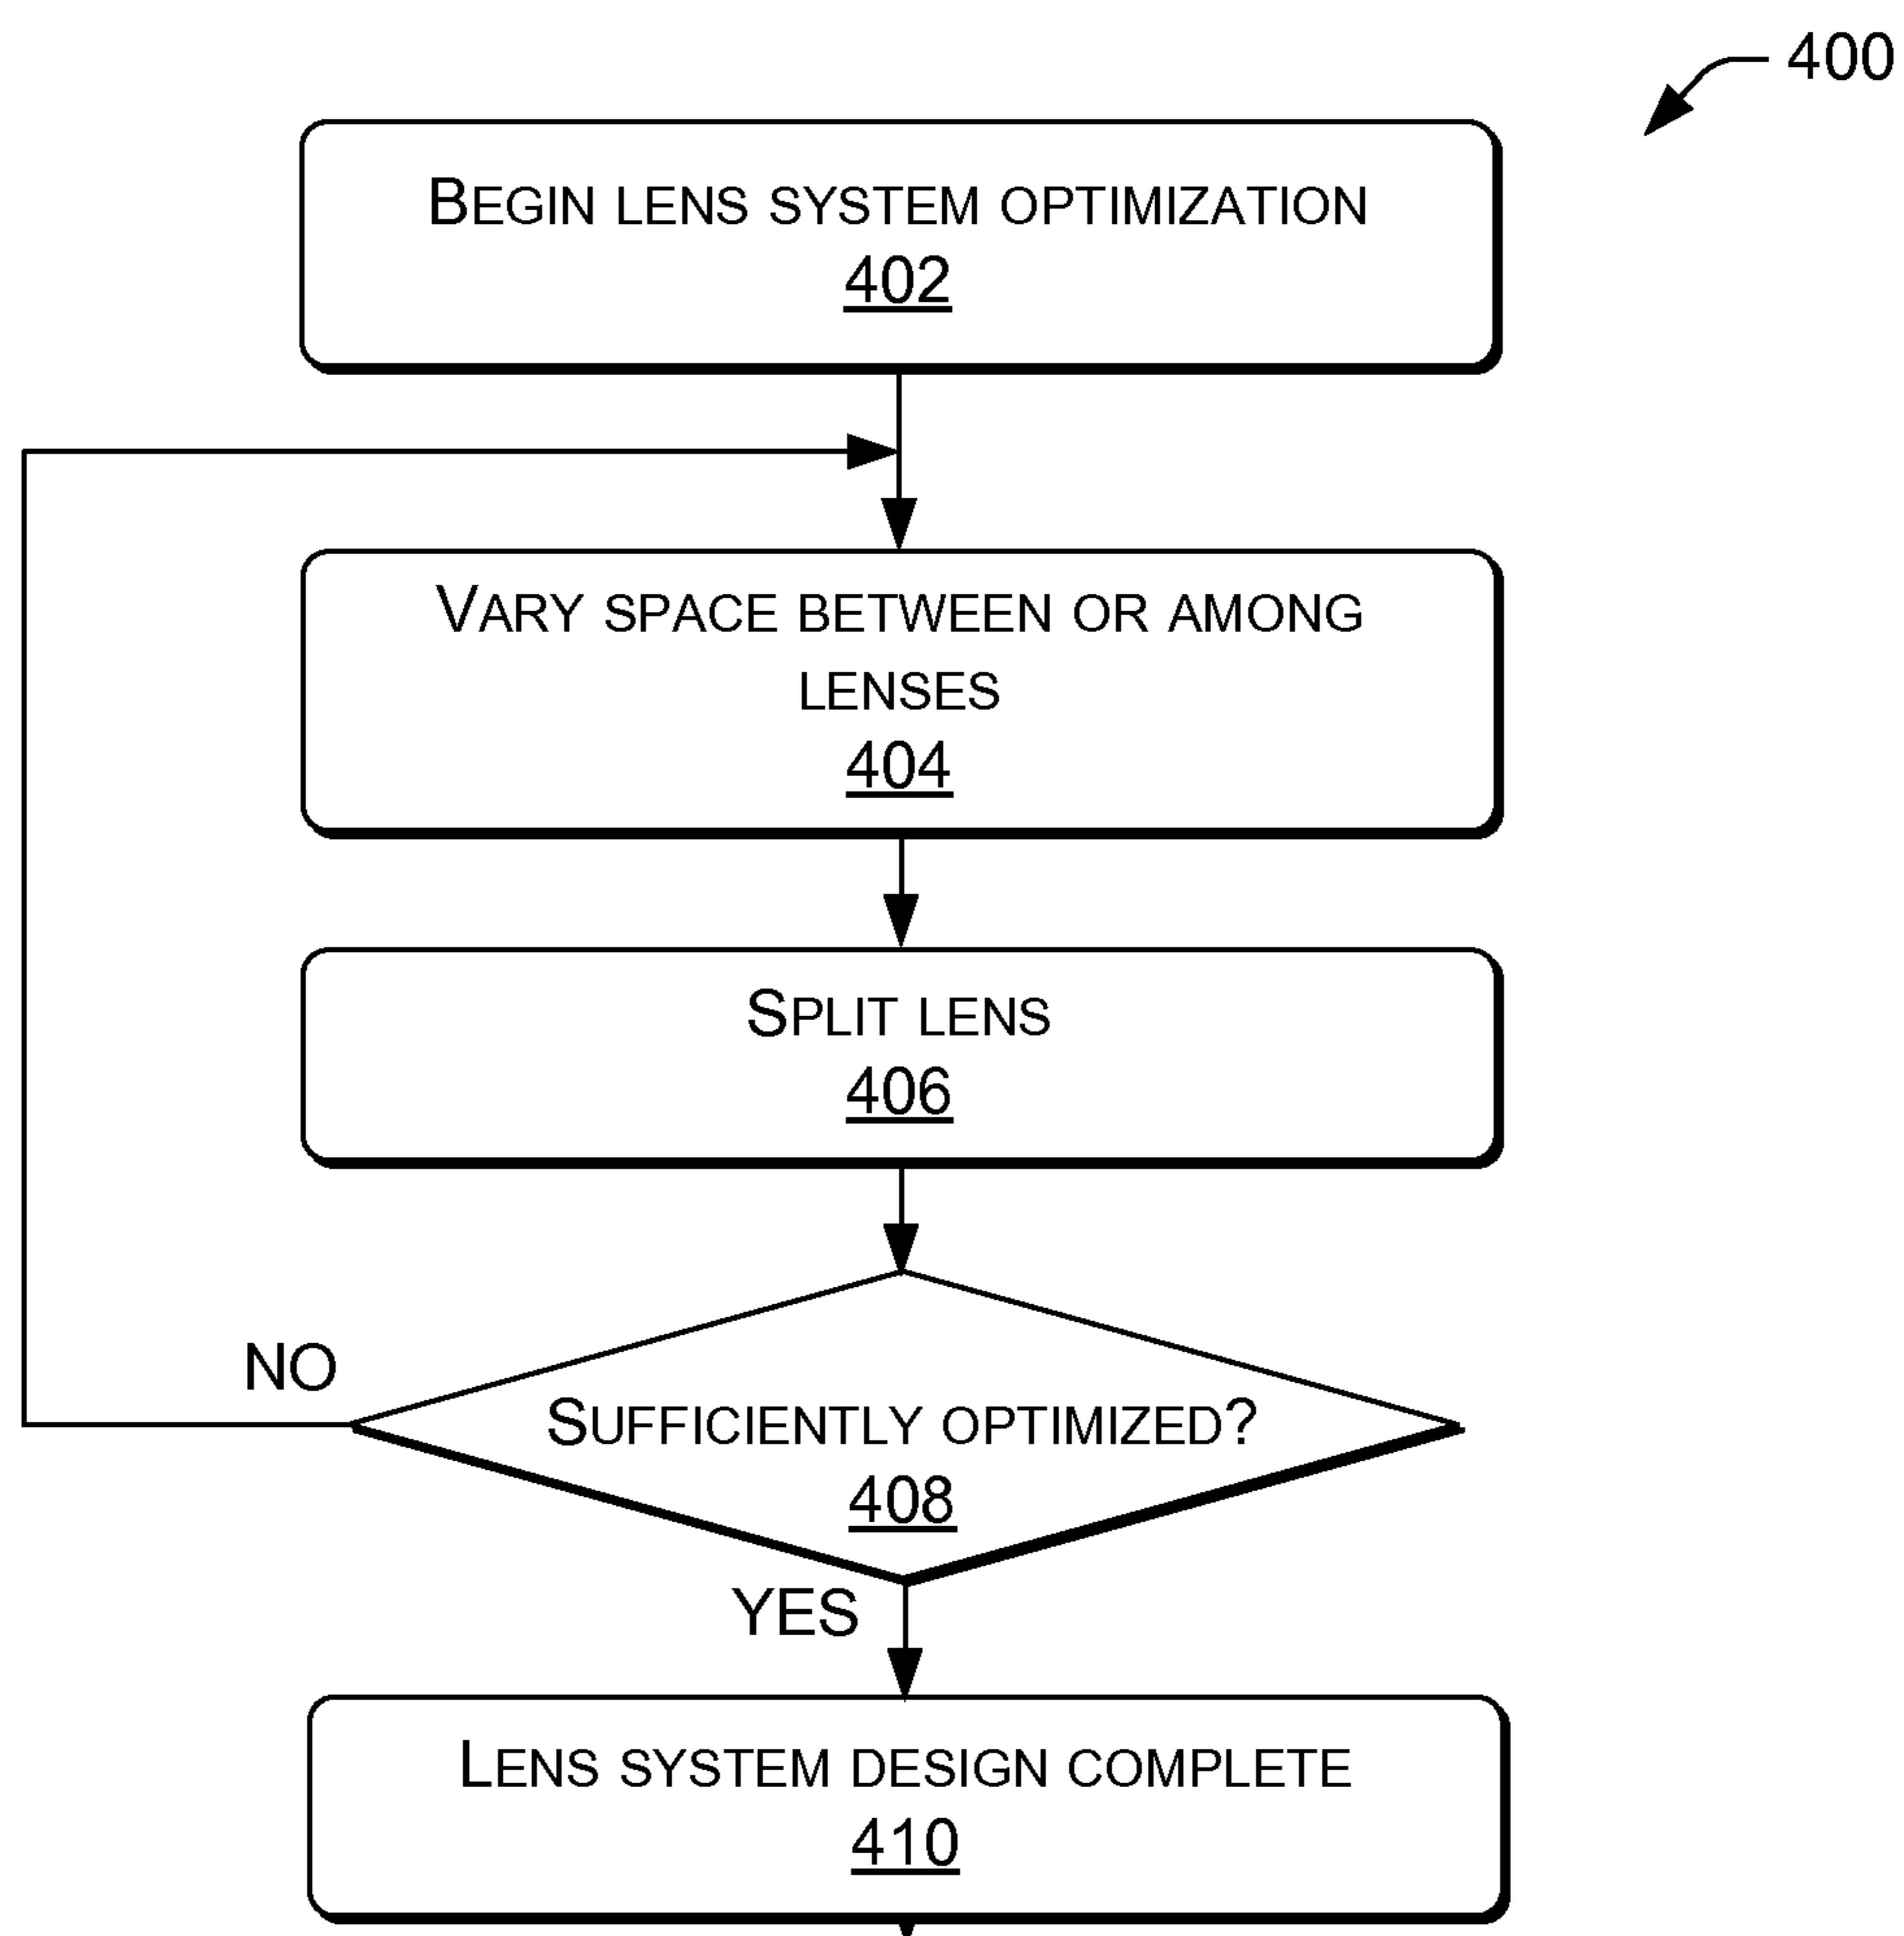 400
BEGIN LENS SYSTEM OPTIMIZATION
402
VARY SPACE BETWEEN OR AMONG
LENSES
404
SPLIT LENS
406
NO
SUFFICIENTLY OPTIMIZED?
408
YES
LENS SYSTEM DESIGN COMPLETE
410